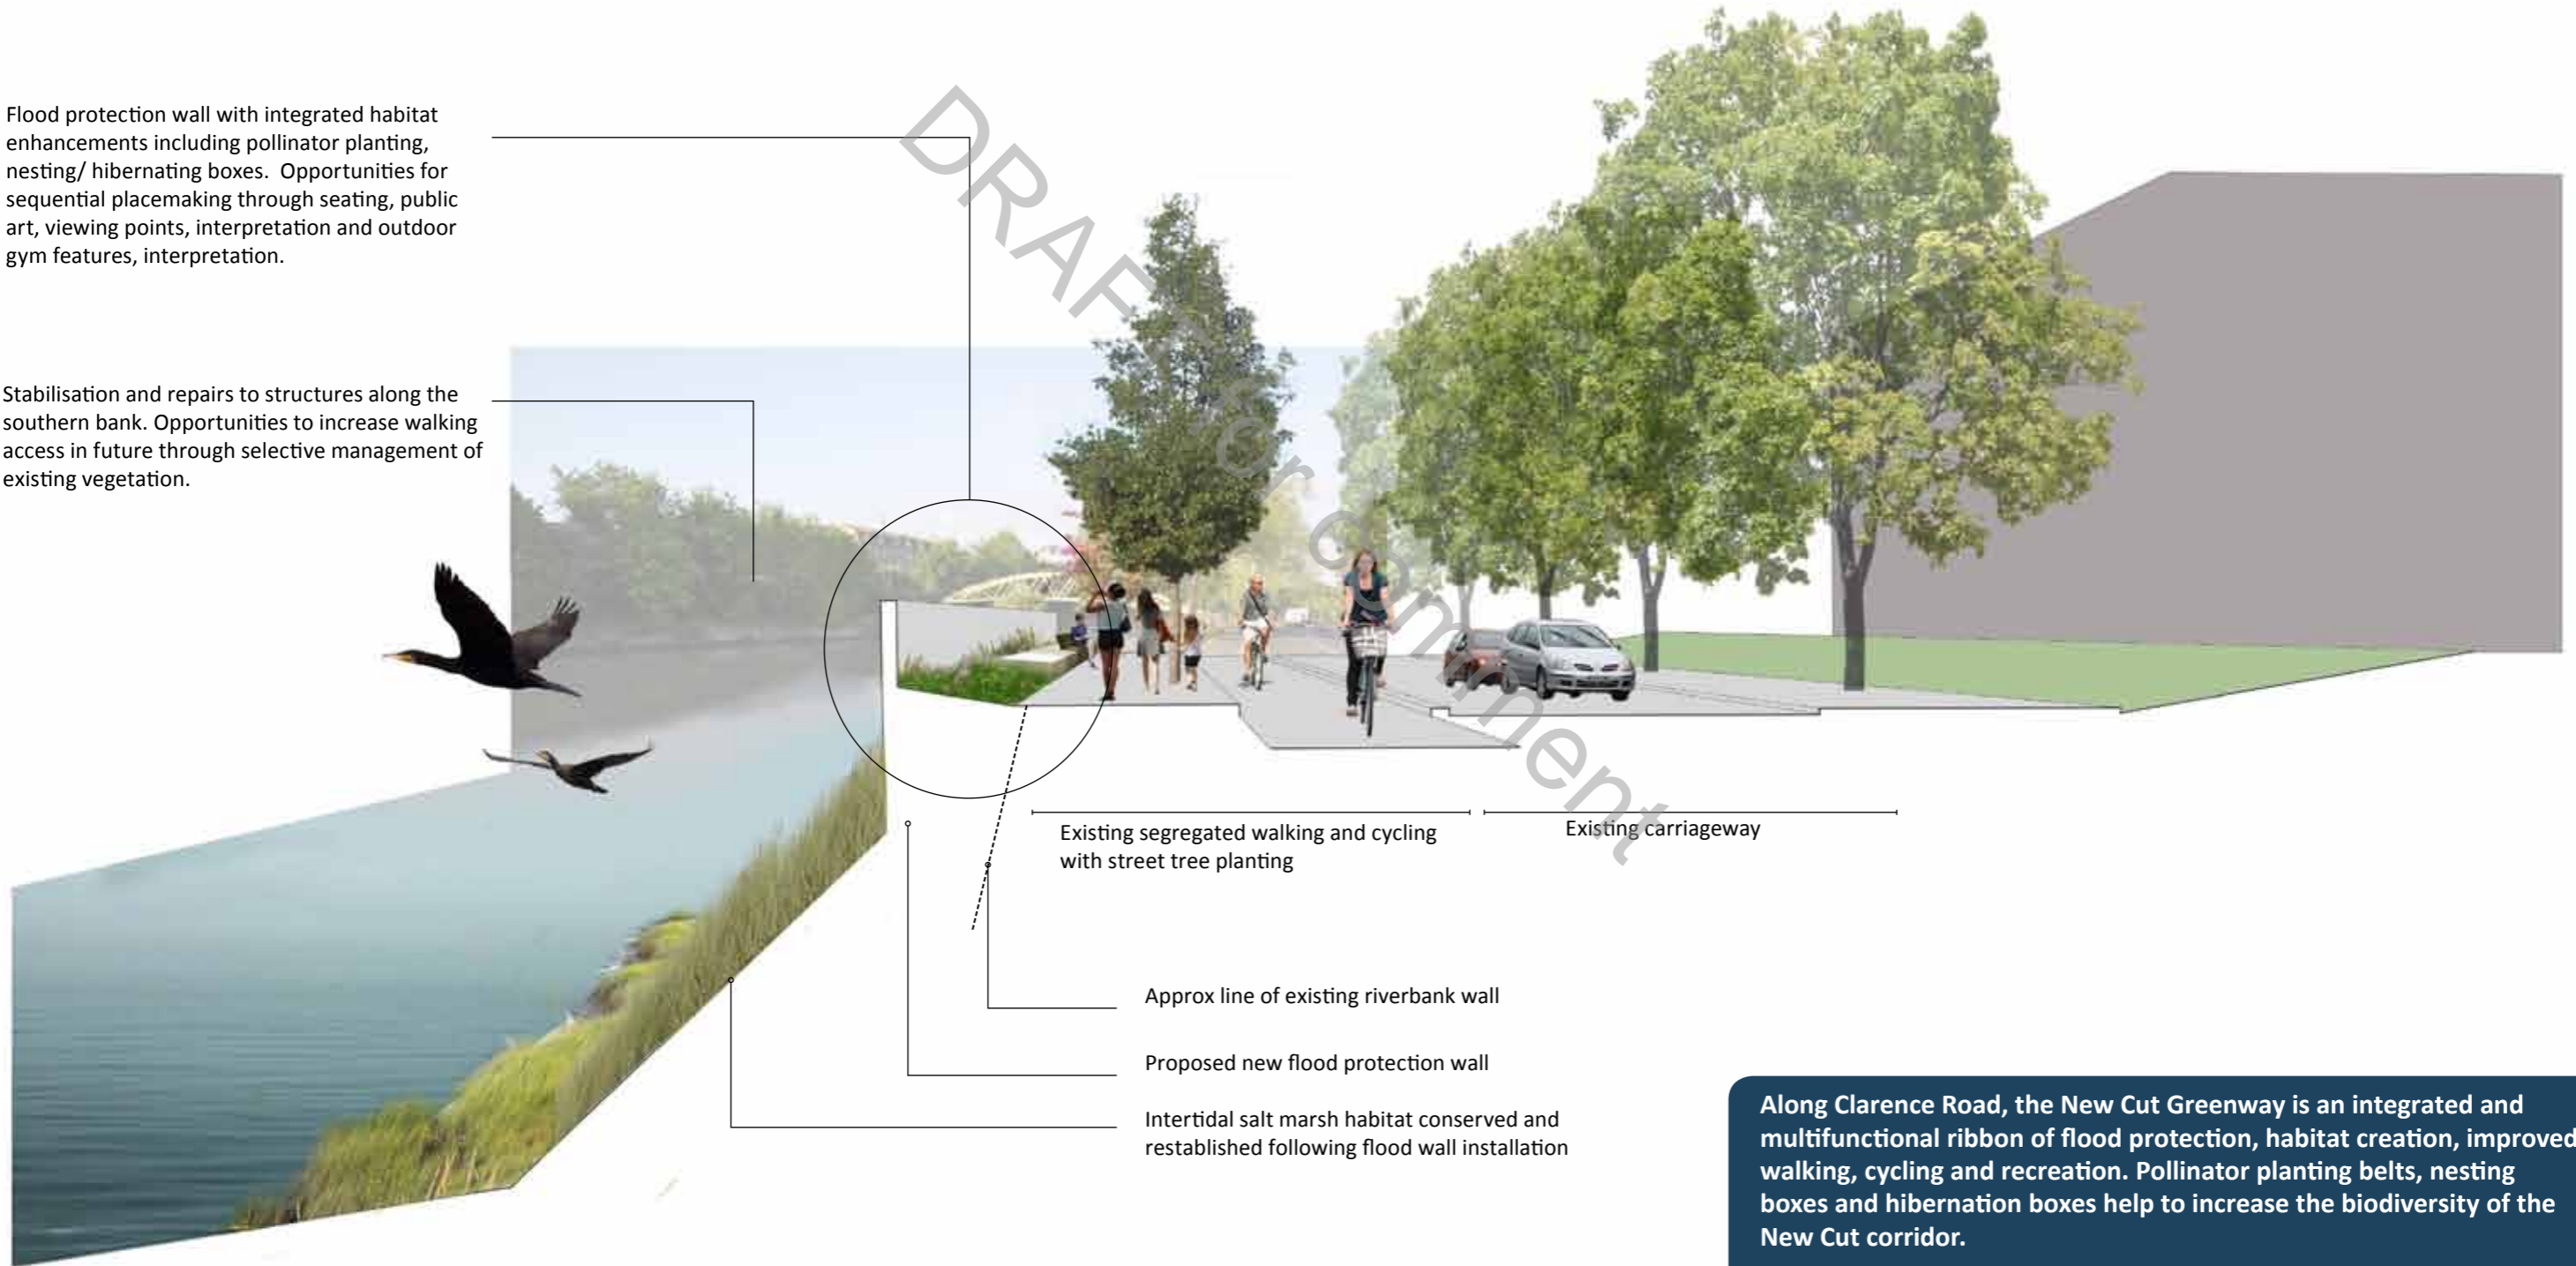 Flood protection wall with integrated habitat
enhancements including pollinator planting,
nesting/ hibernating boxes.  Opportunities for
sequential placemaking through seating, public
art, viewing points, interpretation and outdoor
gym features, interpretation.
Stabilisation and repairs to structures along the
southern bank. Opportunities to increase walking
access in future through selective management of
existing vegetation.
DRAFT for comment
Existing segregated walking and cycling
with street tree planting
Existing carriageway
Approx line of existing riverbank wall
Proposed new flood protection wall
Intertidal salt marsh habitat conserved and
restablished following flood wall installation
Along Clarence Road, the New Cut Greenway is an integrated and
multifunctional ribbon of flood protection, habitat creation, improved
walking, cycling and recreation. Pollinator planting belts, nesting
boxes and hibernation boxes help to increase the biodiversity of the
New Cut corridor.